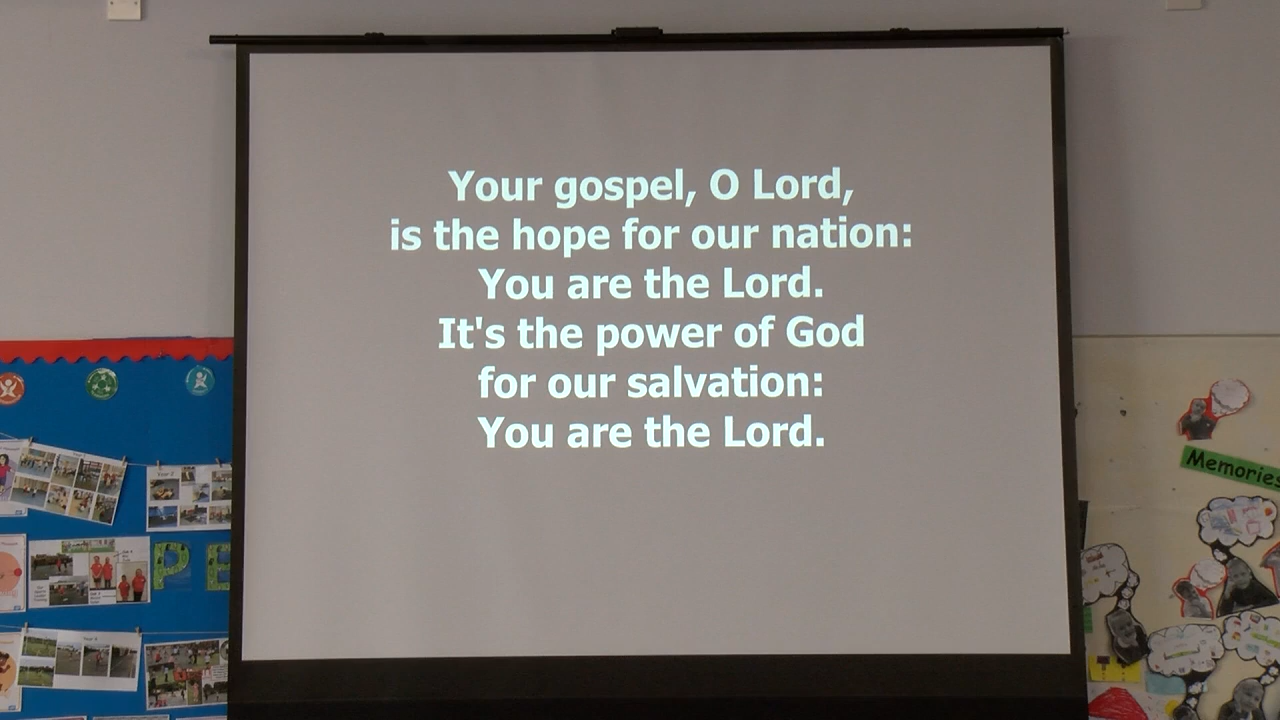 Your gospel, O Lord,
is the hope for our nation:
You are the Lord.
It's the power of God
for our salvation:
You are the Lord.
Memories
PE